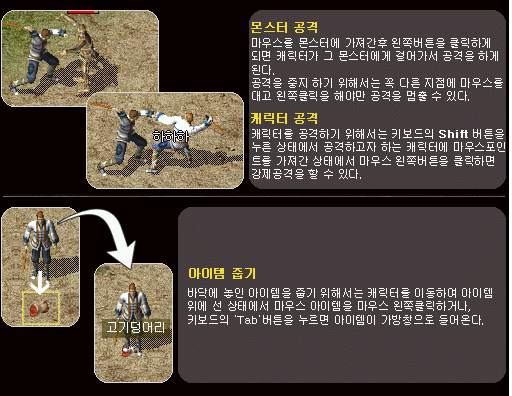 몬스터 공격
마우스를 몬스터에 가져간후 왼쪽버튼을 클릭하게
되면 캐릭터가 그 몬스터에게 걸어가서 공격을 하게
된다.
공격을 중지 하기 위해서는 꼭 다른 지점에 마우스를
대고 왼쪽클릭을 해야만 공격을 멈출 수 있다.
하하하
캐릭터 공격
캐릭터를 공격하기 위해서는 키보드의 Shift 버튼을
누른 상태에서 공격하고자 하는 캐릭터에 마우스포인
트를 가져간 상태에서 마우스 왼쪽버튼을 클릭하면
강제공격을 할 수 있다.
아이템 줍기
바닥에 놓인 아이템을 줍기 위해서는 캐릭터를 이동하여 아이템
위에 선 상태에서 마우스 아이템을 마우스 왼쪽클릭하거나,
키보드의 'Tab'버튼을 누르면 아이템이 가방창으로 들어온다.
고기덩어리